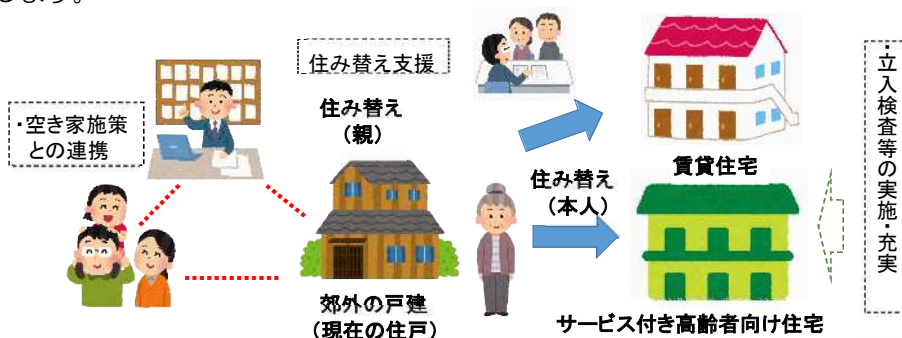 します。
住み替え支援
・空き家施策
との連携
住み替え
(親)
住み替え
(本人)
賃貸住宅
郊外の戸建
(現在の住戸)
サービス付き高齢者向け住宅
・立入検査等の実施・充実